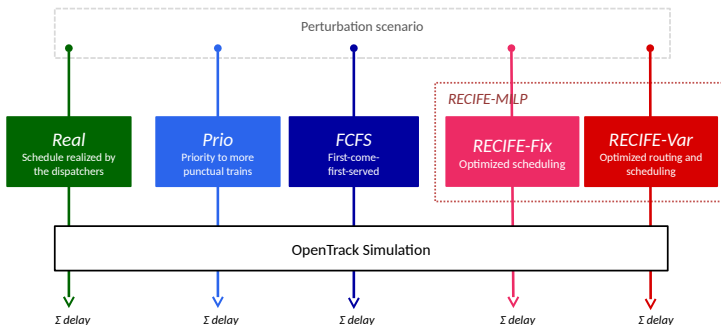 Perturbation scenario
RECIFE-MILP
Real
Schedule realized by
the dispatchers
Prio
Priority to more
punctual trains
FCFS
First-come-
first-served
RECIFE-Fix
Optimized scheduling
RECIFE-Var
Optimized routing and
scheduling
OpenTrack Simulation
Σ delay
Σ delay
Σ delay
Σ delay
Σ delay